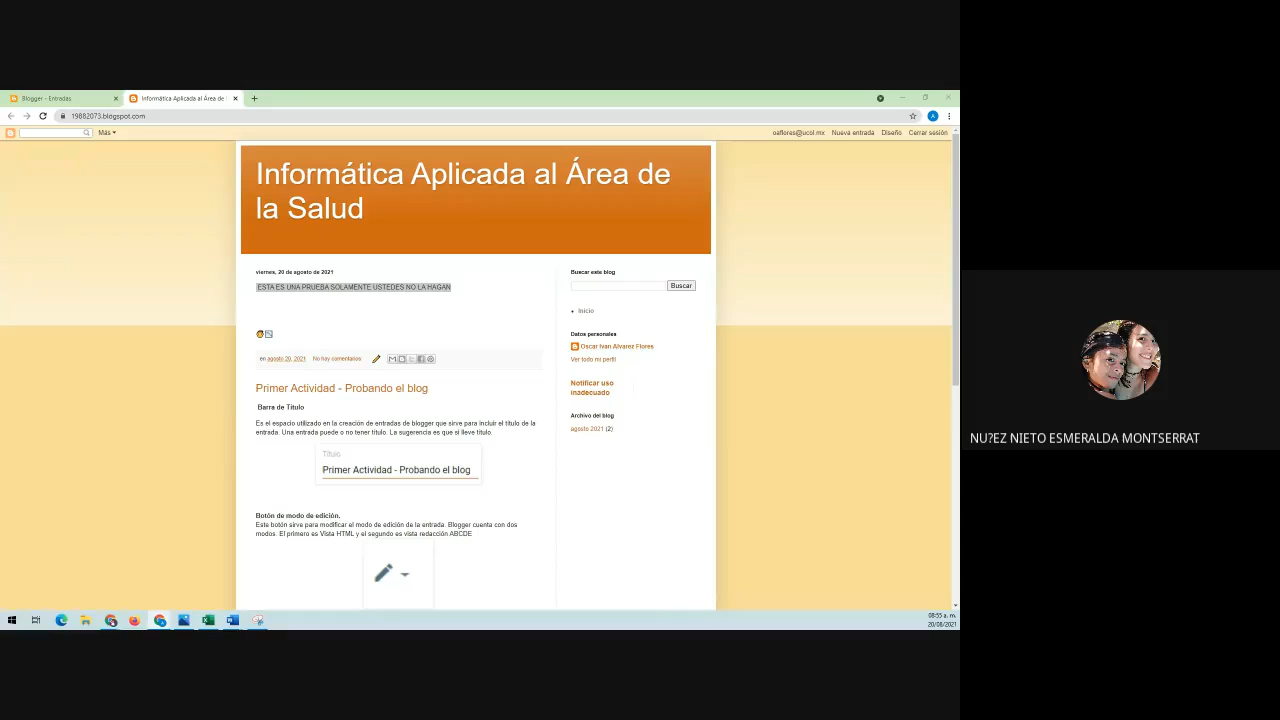 Blogger - Entradas
Informática Aplicada al Área de
19882073.blogspot.com
Más
oaflores@ucol.mx Nueva entrada Diseño Cerrar sesión
Informática Aplicada al Área de
la Salud
viernes, 20 de agosto de 2021
ESTA ES UNA PRUEBA SOLAMENTE USTEDES NO LA HAGAN
en agosto 20, 2021 No hay comentarios:
Primer Actividad - Probando el blog
Barra de Título
Es el espacio utilizado en la creación de entradas de blogger que sirve para incluir el título de la
entrada. Una entrada puede o no tener título. La sugerencia es que si lleve título.
Título
Primer Actividad - Probando el blog
Botón de modo de edición.
Este botón sirve para modificar el modo de edición de la entrada. Blogger cuenta con dos
modos. El primero es Vista HTML y el segundo es vista redacción ABCDE
Buscar este blog
Buscar
Inicio
Datos personales
Oscar Ivan Alvarez Flores
Ver todo mi perfil
Notificar uso
inadecuado
Archivo del blog
agosto 2021 (2)
08:55 a. m.
20/08/2021
NU?EZ NIETO ESMERALDA MONTSERRAT